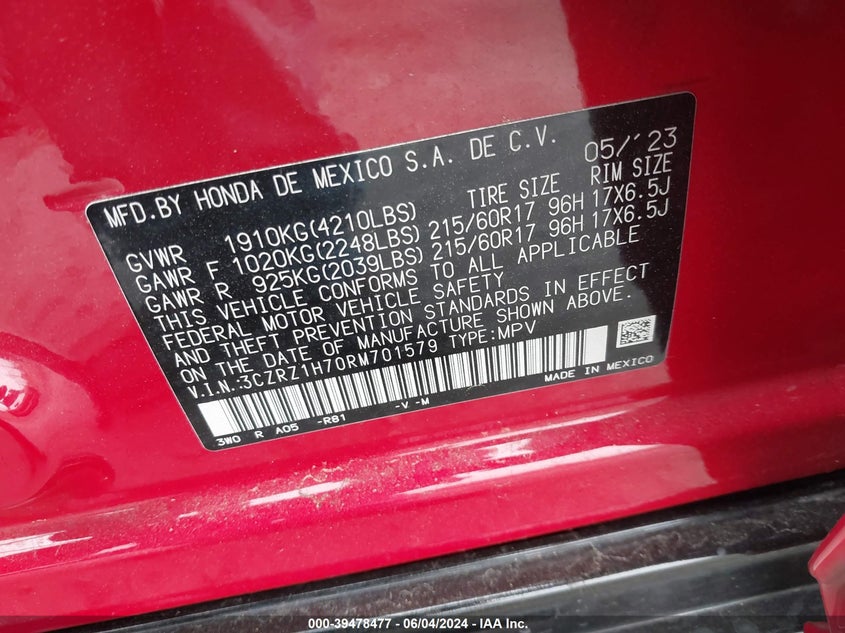 MFD.BY HONDA DE MEXICO S.A. DE C.V. 05/'23
TIRE SIZE RIM SIZE
GVWR 1910KG(4210LBS)
GAWR F 1020KG(2248LBS) 215/60R17 96H 17X6.5J
GAWR R 925KG(2039LBS) 215/60R17 96H 17X6.5J
THIS VEHICLE CONFORMS TO ALL APPLICABLE
FEDERAL MOTOR VEHICLE SAFETY
AND THEFT PREVENTION STANDARDS IN EFFECT
ON THE DATE OF MANUFACTURE SHOWN ABOVE.
V.I.N.:3CZRZ1H70RM701579 TYPE:MPV
3W0 R A05 -R81 -V -M MADE IN MEXICO
000-39478477 - 06/04/2024 - IAA Inc.